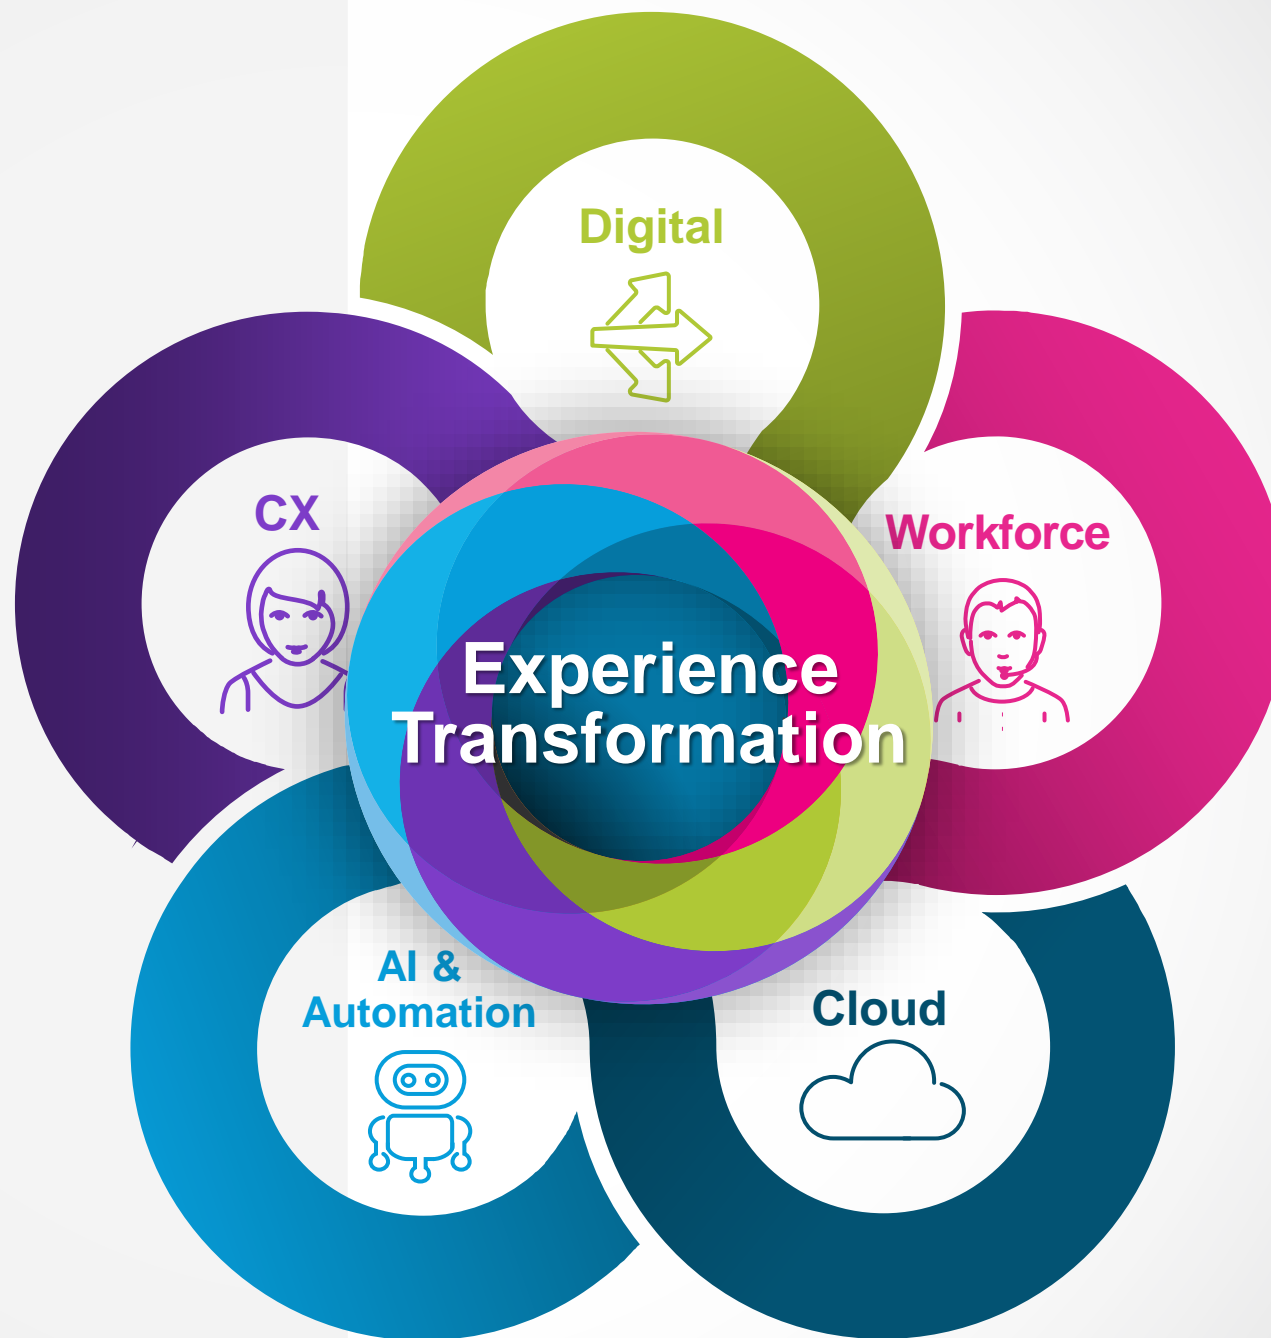 Digital
CX
Workforce
Experience
Transformation
AI &
Automation
Cloud